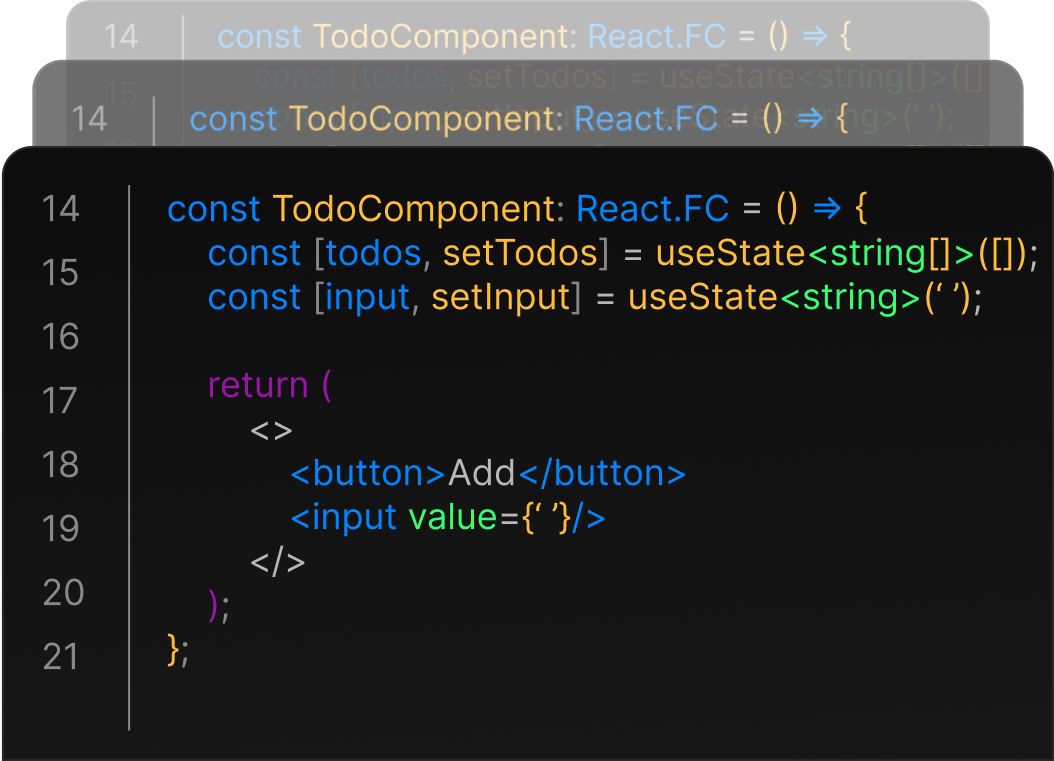 14 const TodoComponent: React.FC = () => {
15 const [todos, setTodos] = useState<string[]>([]
14 const TodoComponent: React.FC = () => {
14 const TodoComponent: React.FC = () => {
const [todos, setTodos] = useState<string[]>([]);
15
const [input, setInput] = useState<string>(‘ ’);
16
return (
17
<>
18
<button>Add</button>
<input value={‘ ’}/>
19
</>
20
);
21
};